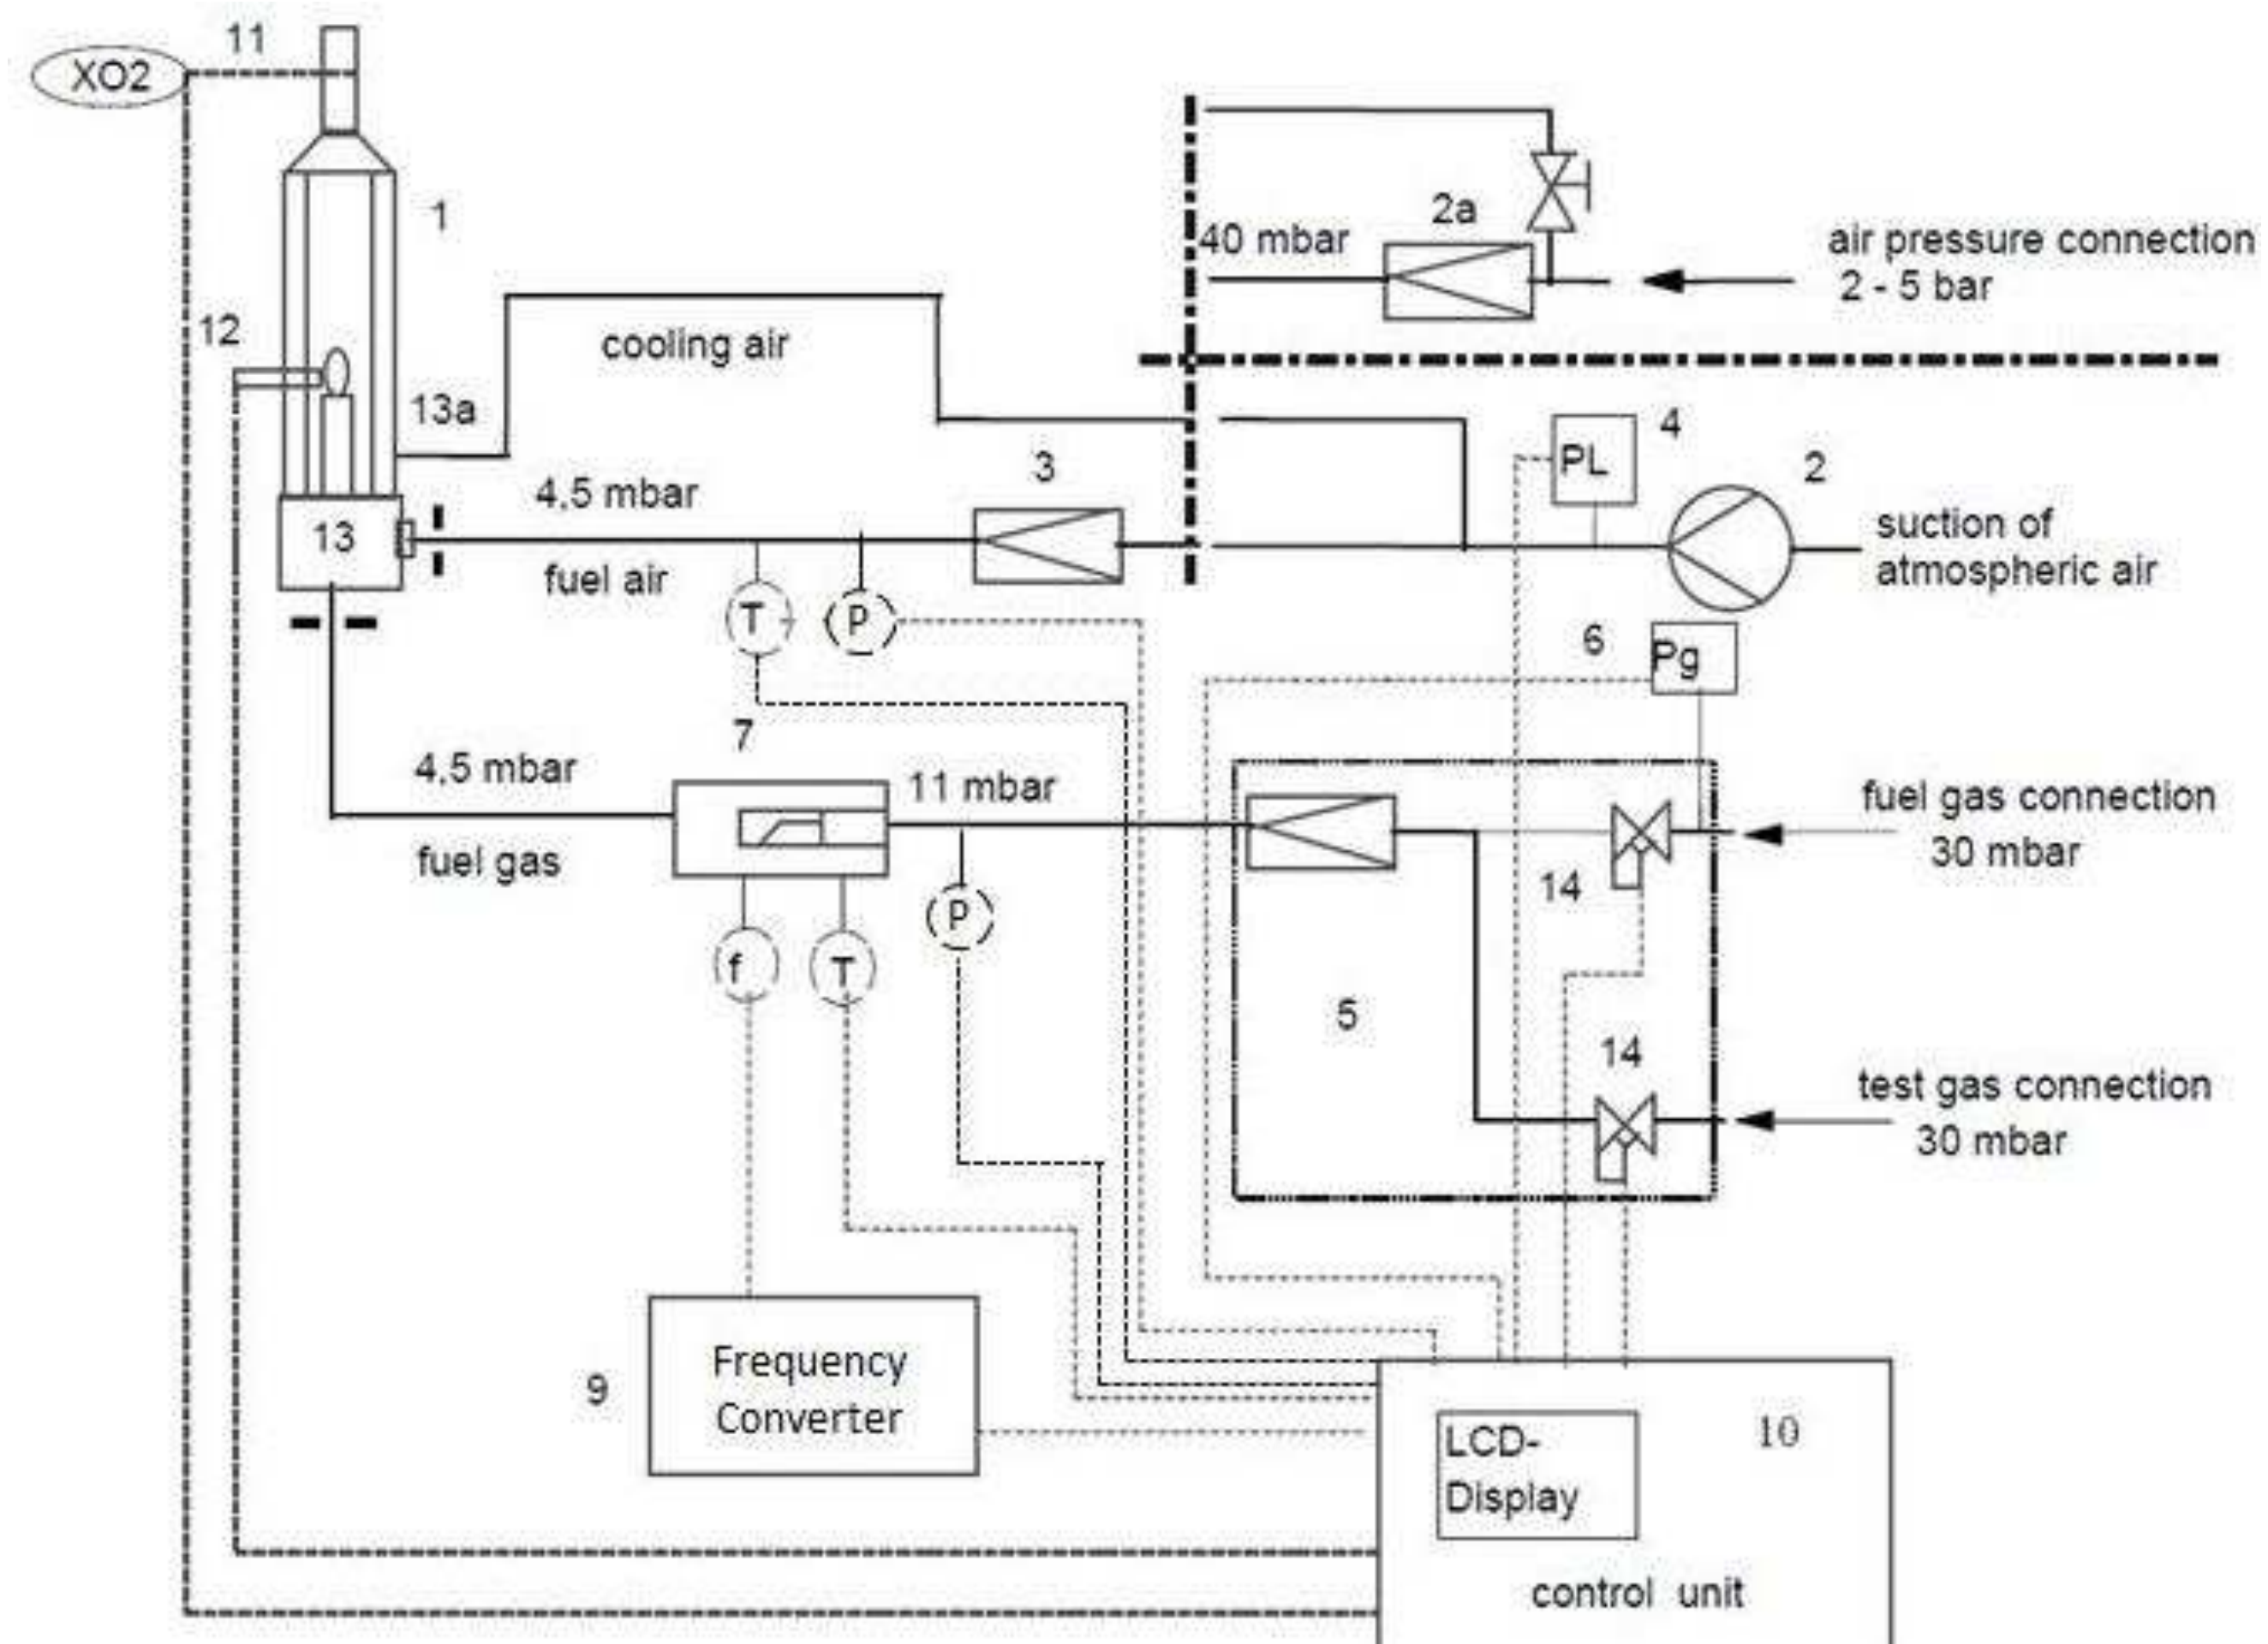 11
XO2
1
2a
40 mbar
air pressure connection
2 - 5 bar
12
cooling air
13a
4
PL
3
2
4,5 mbar
13
suction of
atmospheric air
fuel air
T
P
6
Pg
7
4,5 mbar
11 mbar
fuel gas connection
30 mbar
fuel gas
14
P
f
T
5
14
test gas connection
30 mbar
Frequency
Converter
9
10
LCD-
Display
control unit